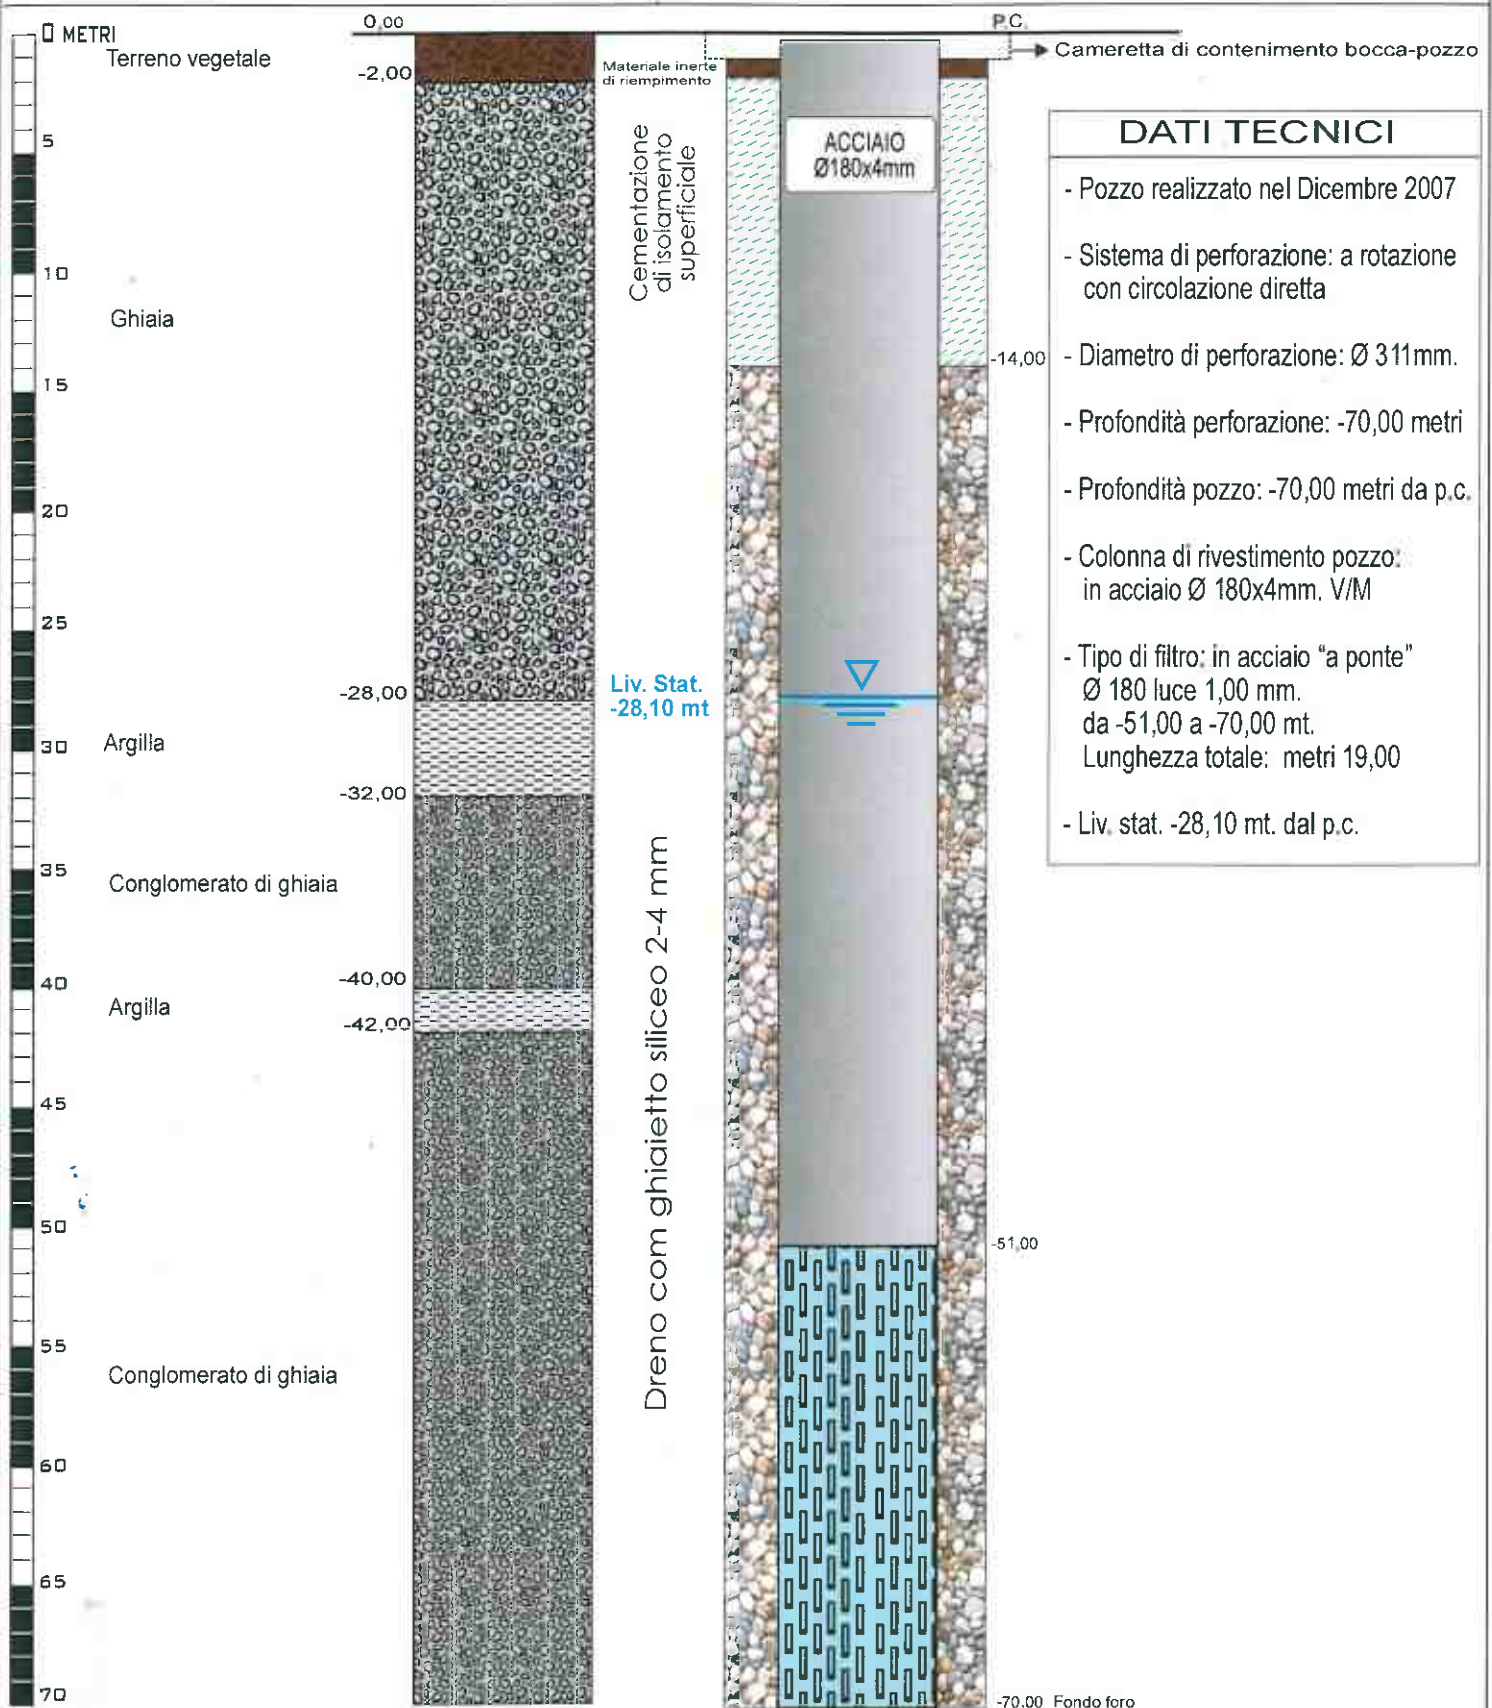 0 METRI
0,00
P.C.
Terreno vegetale
-2,00
Materiale inerte
di riempimento
Cameretta di contenimento bocca-pozzo
5
10
15
20
25
30
35
40
45
50
55
60
65
70
Ghiaia
-28,00
Argilla
-32,00
Conglomerato di ghiaia
-40,00
Argilla
-42,00
Conglomerato di ghiaia
Cementazione
di isolamento
superficiale
Liv. Stat.
-28,10 mt
Dreno com ghiaietto siliceo 2-4 mm
ACCIAIO
Ø180x4mm
-14,00
-51,00
-70,00 Fondo foro
DATI TECNICI
- Pozzo realizzato nel Dicembre 2007
- Sistema di perforazione: a rotazione
con circolazione diretta
- Diametro di perforazione: Ø 311mm.
- Profondità perforazione: -70,00 metri
- Profondità pozzo: -70,00 metri da p.c.
- Colonna di rivestimento pozzo:
in acciaio Ø 180x4mm. V/M
- Tipo di filtro: in acciaio “a ponte”
Ø 180 luce 1,00 mm.
da -51,00 a -70,00 mt.
Lunghezza totale: metri 19,00
- Liv. stat. -28,10 mt. dal p.c.